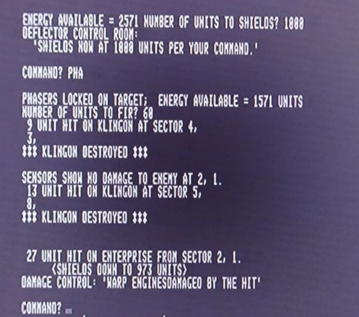 ENERGY AVAILABLE = 2571 NUMBER OF UNITS TO SHIELDS? 1000
DEFLECTOR CONTROL ROOM:
'SHIELDS NOW AT 1000 UNITS PER YOUR COMMAND.'
COMMAND? PHA
PHASERS LOCKED ON TARGET; ENERGY AVAILABLE = 1571 UNITS
NUMBER OF UNITS TO FIR? 60
9 UNIT HIT ON KLINGON AT SECTOR 4,
3,
*** KLINGON DESTROYED ***
SENSORS SHOW NO DAMAGE TO ENEMY AT 2, 1.
13 UNIT HIT ON KLINGON AT SECTOR 5,
8,
*** KLINGON DESTROYED ***
27 UNIT HIT ON ENTERPRISE FROM SECTOR 2, 1.
<SHIELDS DOWN TO 973 UNITS>
DAMAGE CONTROL: 'WARP ENGINESDAMAGED BY THE HIT'
COMMAND?